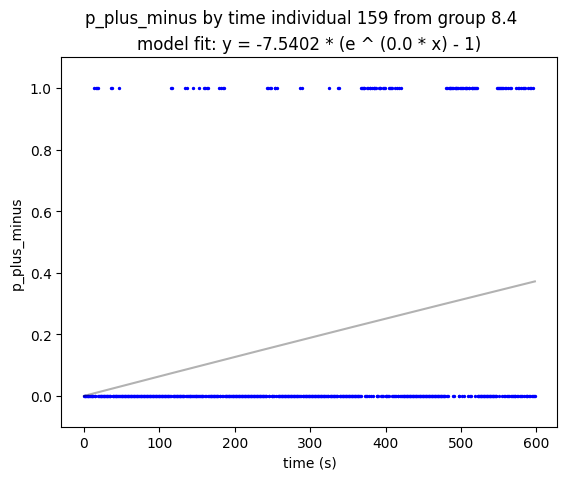 p_plus_minus by time individual 159 from group 8.4
model fit: y = -7.5402 * (e ^ (0.0 * x) - 1)
1.0
0.8
0.6
0.4
0.2
0.0
p_plus_minus
0 100 200 300 400 500 600
time (s)